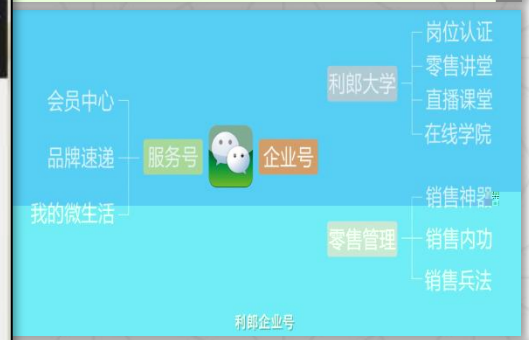 岗位认证
零售讲堂
利郎大学
直播课堂
在线学院
会员中心
品牌速递
服务号
企业号
我的微生活
销售神器
零售管理
销售内功
销售兵法
利郎企业号